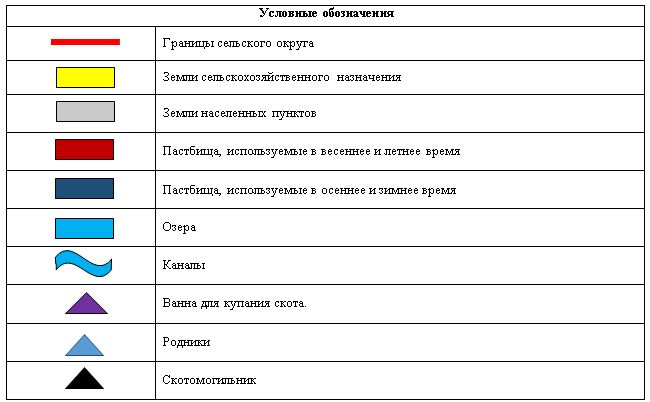 Условные обозначения
Границы сельского округа
Земли сельскохозяйственного назначения
Земли населенных пунктов
Пастбища, используемые в весеннее и летнее время
Пастбища, используемые в осеннее и зимнее время
Озера
Каналы
Ванна для купания скота.
Родники
Скотомогильник